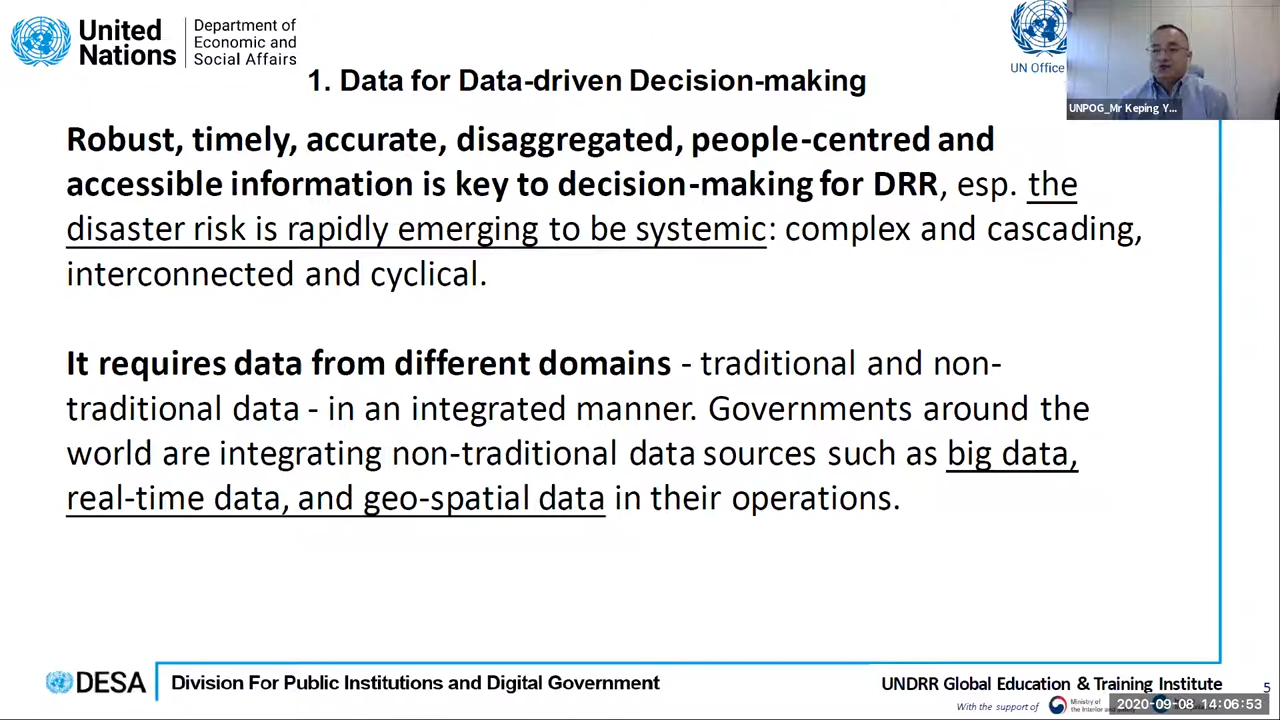 United
Nations
Department of
Economic and
Social Affairs
UN Office
UNPOG_Mr Keping Y...
1. Data for Data-driven Decision-making
Robust, timely, accurate, disaggregated, people-centred and
accessible information is key to decision-making for DRR, esp. the
disaster risk is rapidly emerging to be systemic: complex and cascading,
interconnected and cyclical.
It requires data from different domains - traditional and non-
traditional data - in an integrated manner. Governments around the
world are integrating non-traditional data sources such as big data,
real-time data, and geo-spatial data in their operations.
DESA
Division For Public Institutions and Digital Government
UNDRR Global Education & Training Institute
5
With the support of
Ministry of
the Interior and
2020-09-08 14:06:53